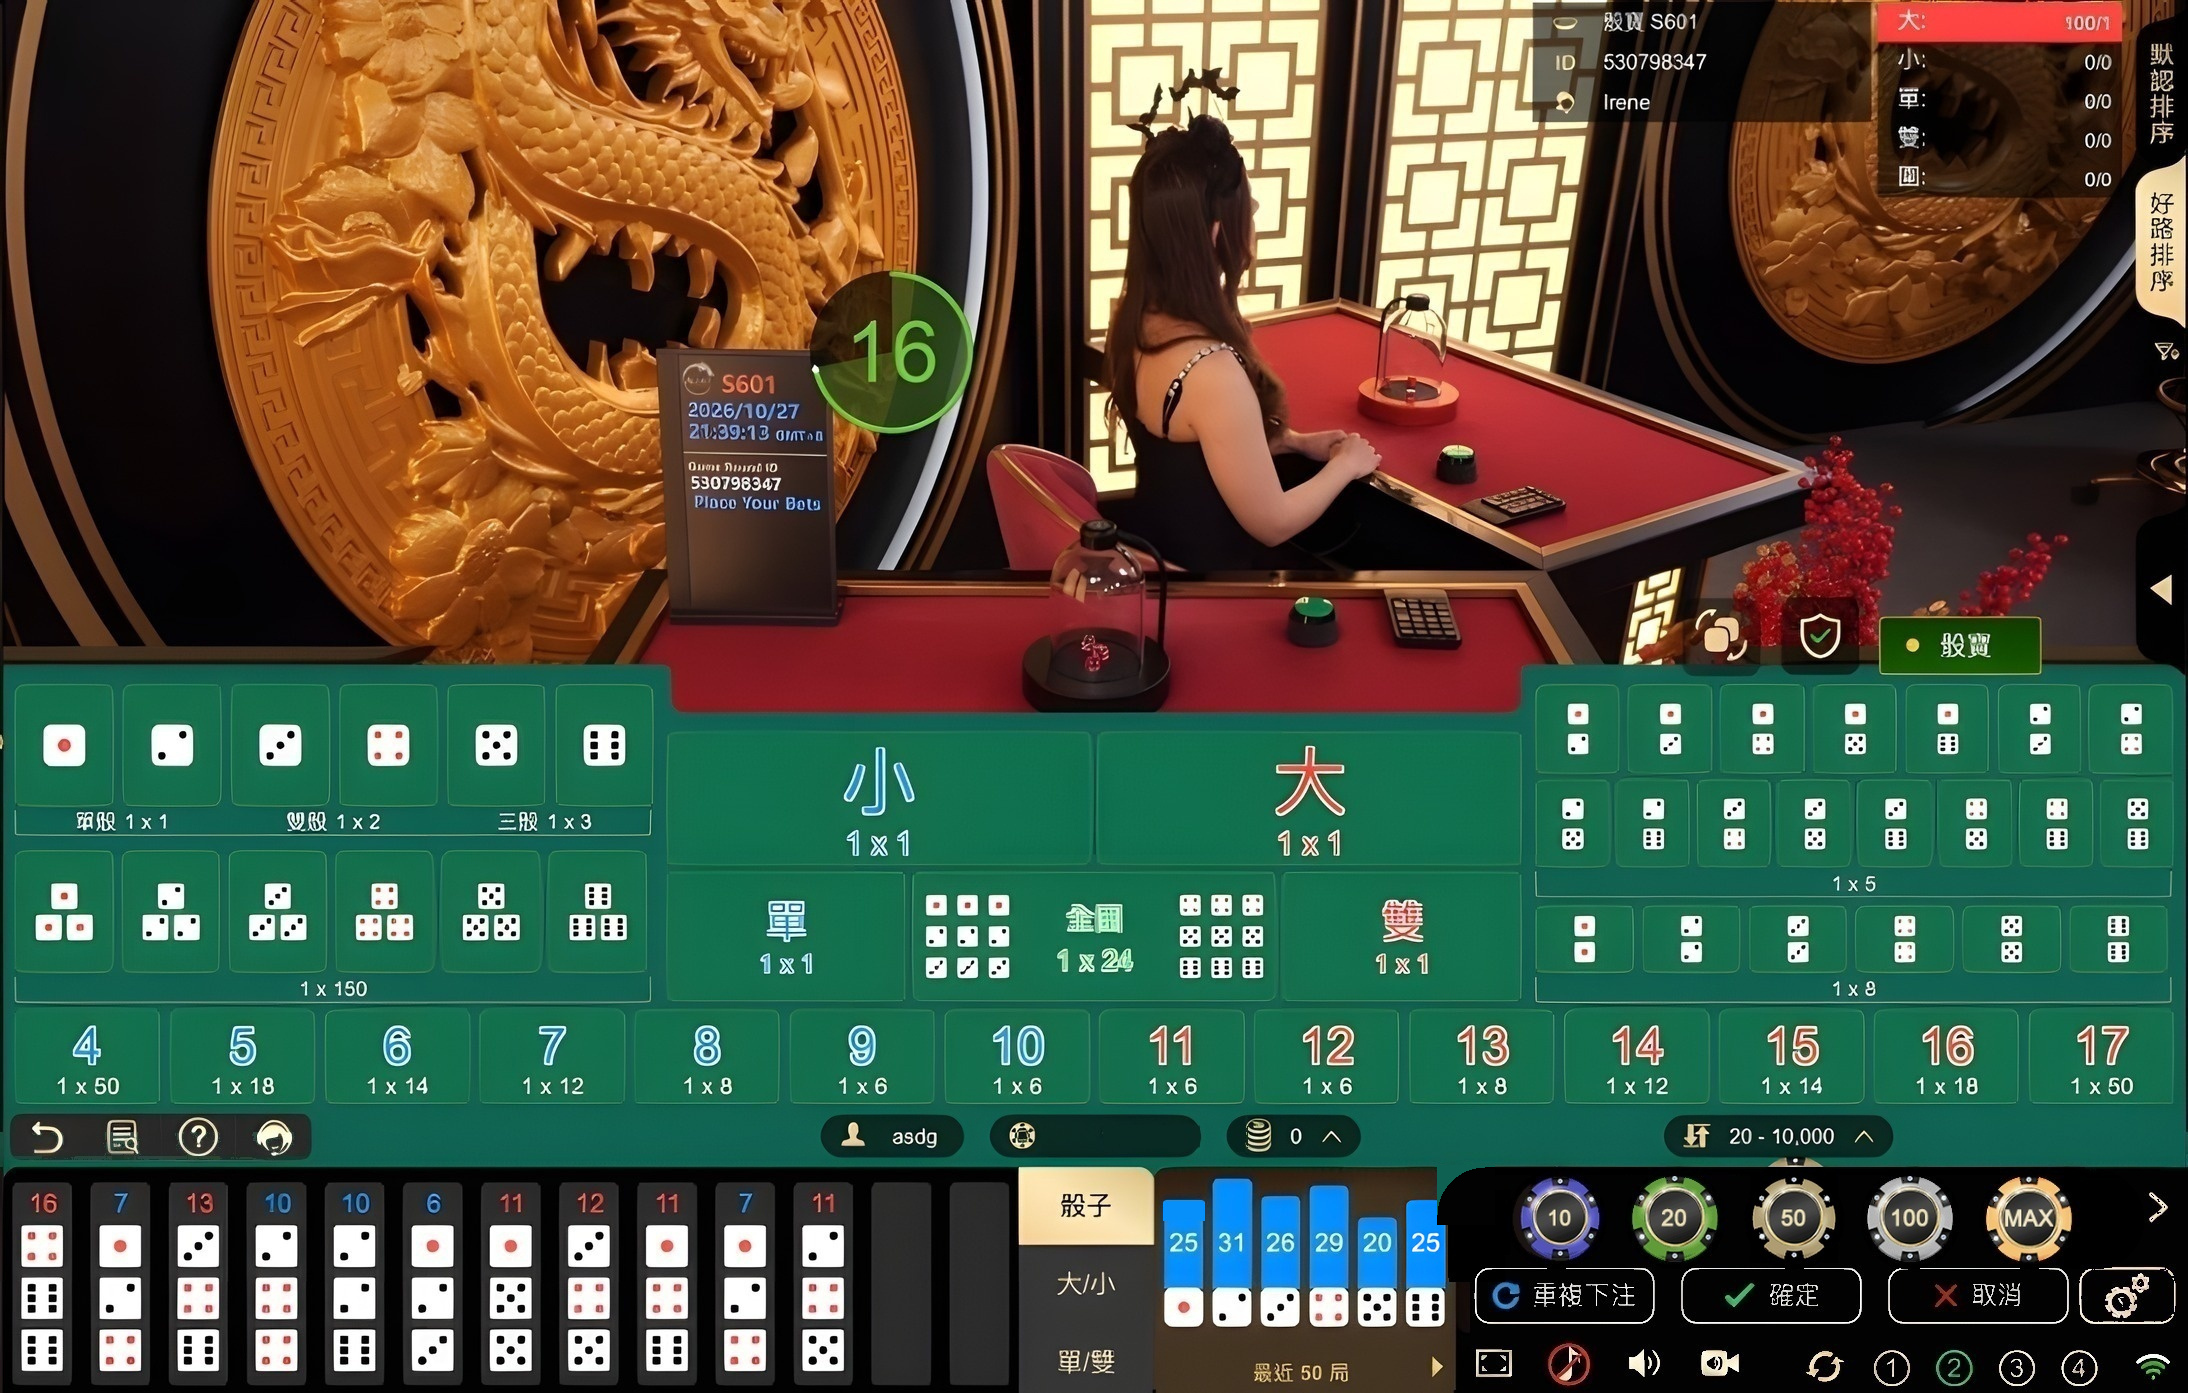 S601
大: 100/1
ID 530798347
小: 0/0
單: 0/0
Irene
雙: 0/0
圍: 0/0
默認排序
好路排序
16
S601
2026/10/27
21:39:13
530798347
Place Your Bets
骰寶
單骰 1 x 1
雙骰 1 x 2
三骰 1 x 3
小
1 x 1
大
1 x 1
1 x 5
單
1 x 1
全圍
1 x 24
雙
1 x 1
1 x 150
1 x 8
4 5 6 7 8 9 10 11 12 13 14 15 16 17
1 x 50 1 x 18 1 x 14 1 x 12 1 x 8 1 x 6 1 x 6 1 x 6 1 x 6 1 x 8 1 x 12 1 x 14 1 x 18 1 x 50
asdg
0
20 - 10,000
16 7 13 10 10 6 11 12 11 7 11
骰子
大/小
單/雙
25 31 26 29 20 25
最近 50 局
10 20 50 100 MAX
重複下注
確定
取消
1 2 3 4